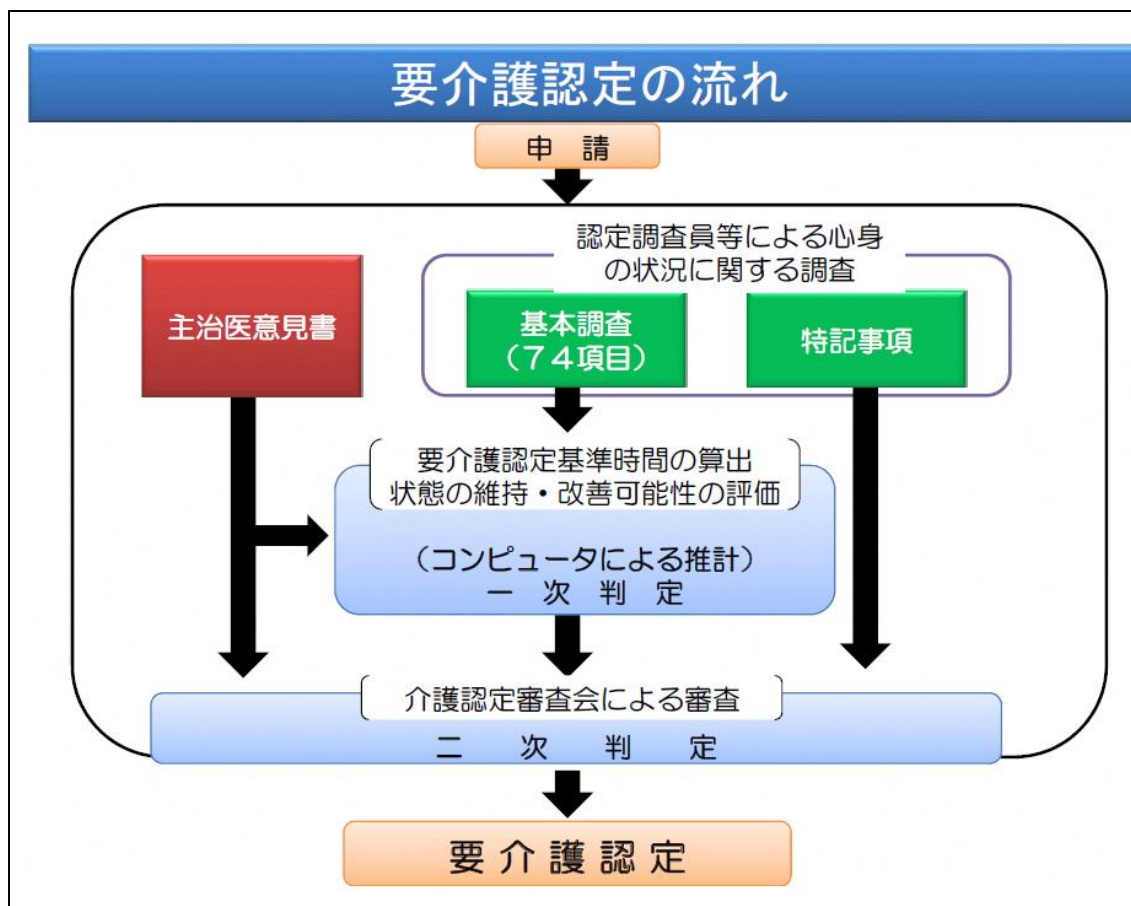 要介護認定の流れ
申 請
認定調査員等による心身
の状況に関する調査
主治医意見書
基本調査
（７４項目）
特記事項
要介護認定基準時間の算出
状態の維持・改善可能性の評価
（コンピュータによる推計）
一 次 判 定
介護認定審査会による審査
二 次 判 定
要 介 護 認 定